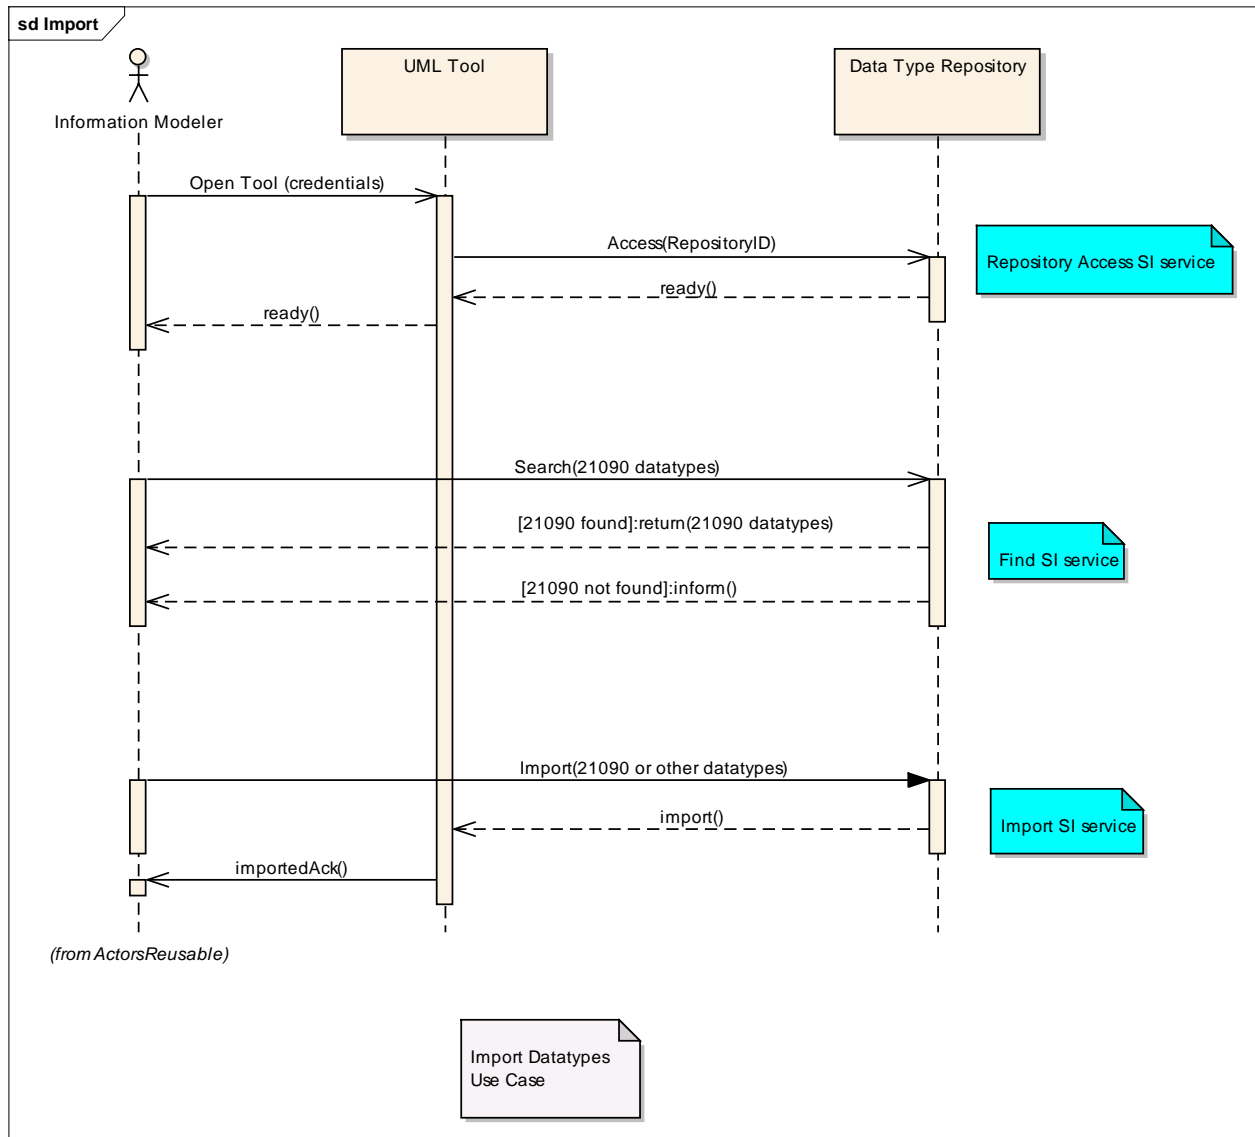 sd Import
UML Tool
Data Type Repository
Information Modeler
Open Tool (credentials)
Access(RepositoryID)
Repository Access SI service
ready()
ready()
Search(21090 datatypes)
[21090 found]:return(21090 datatypes)
Find SI service
[21090 not found]:inform()
Import(21090 or other datatypes)
import()
Import SI service
importedAck()
(from ActorsReusable)
Import Datatypes
Use Case